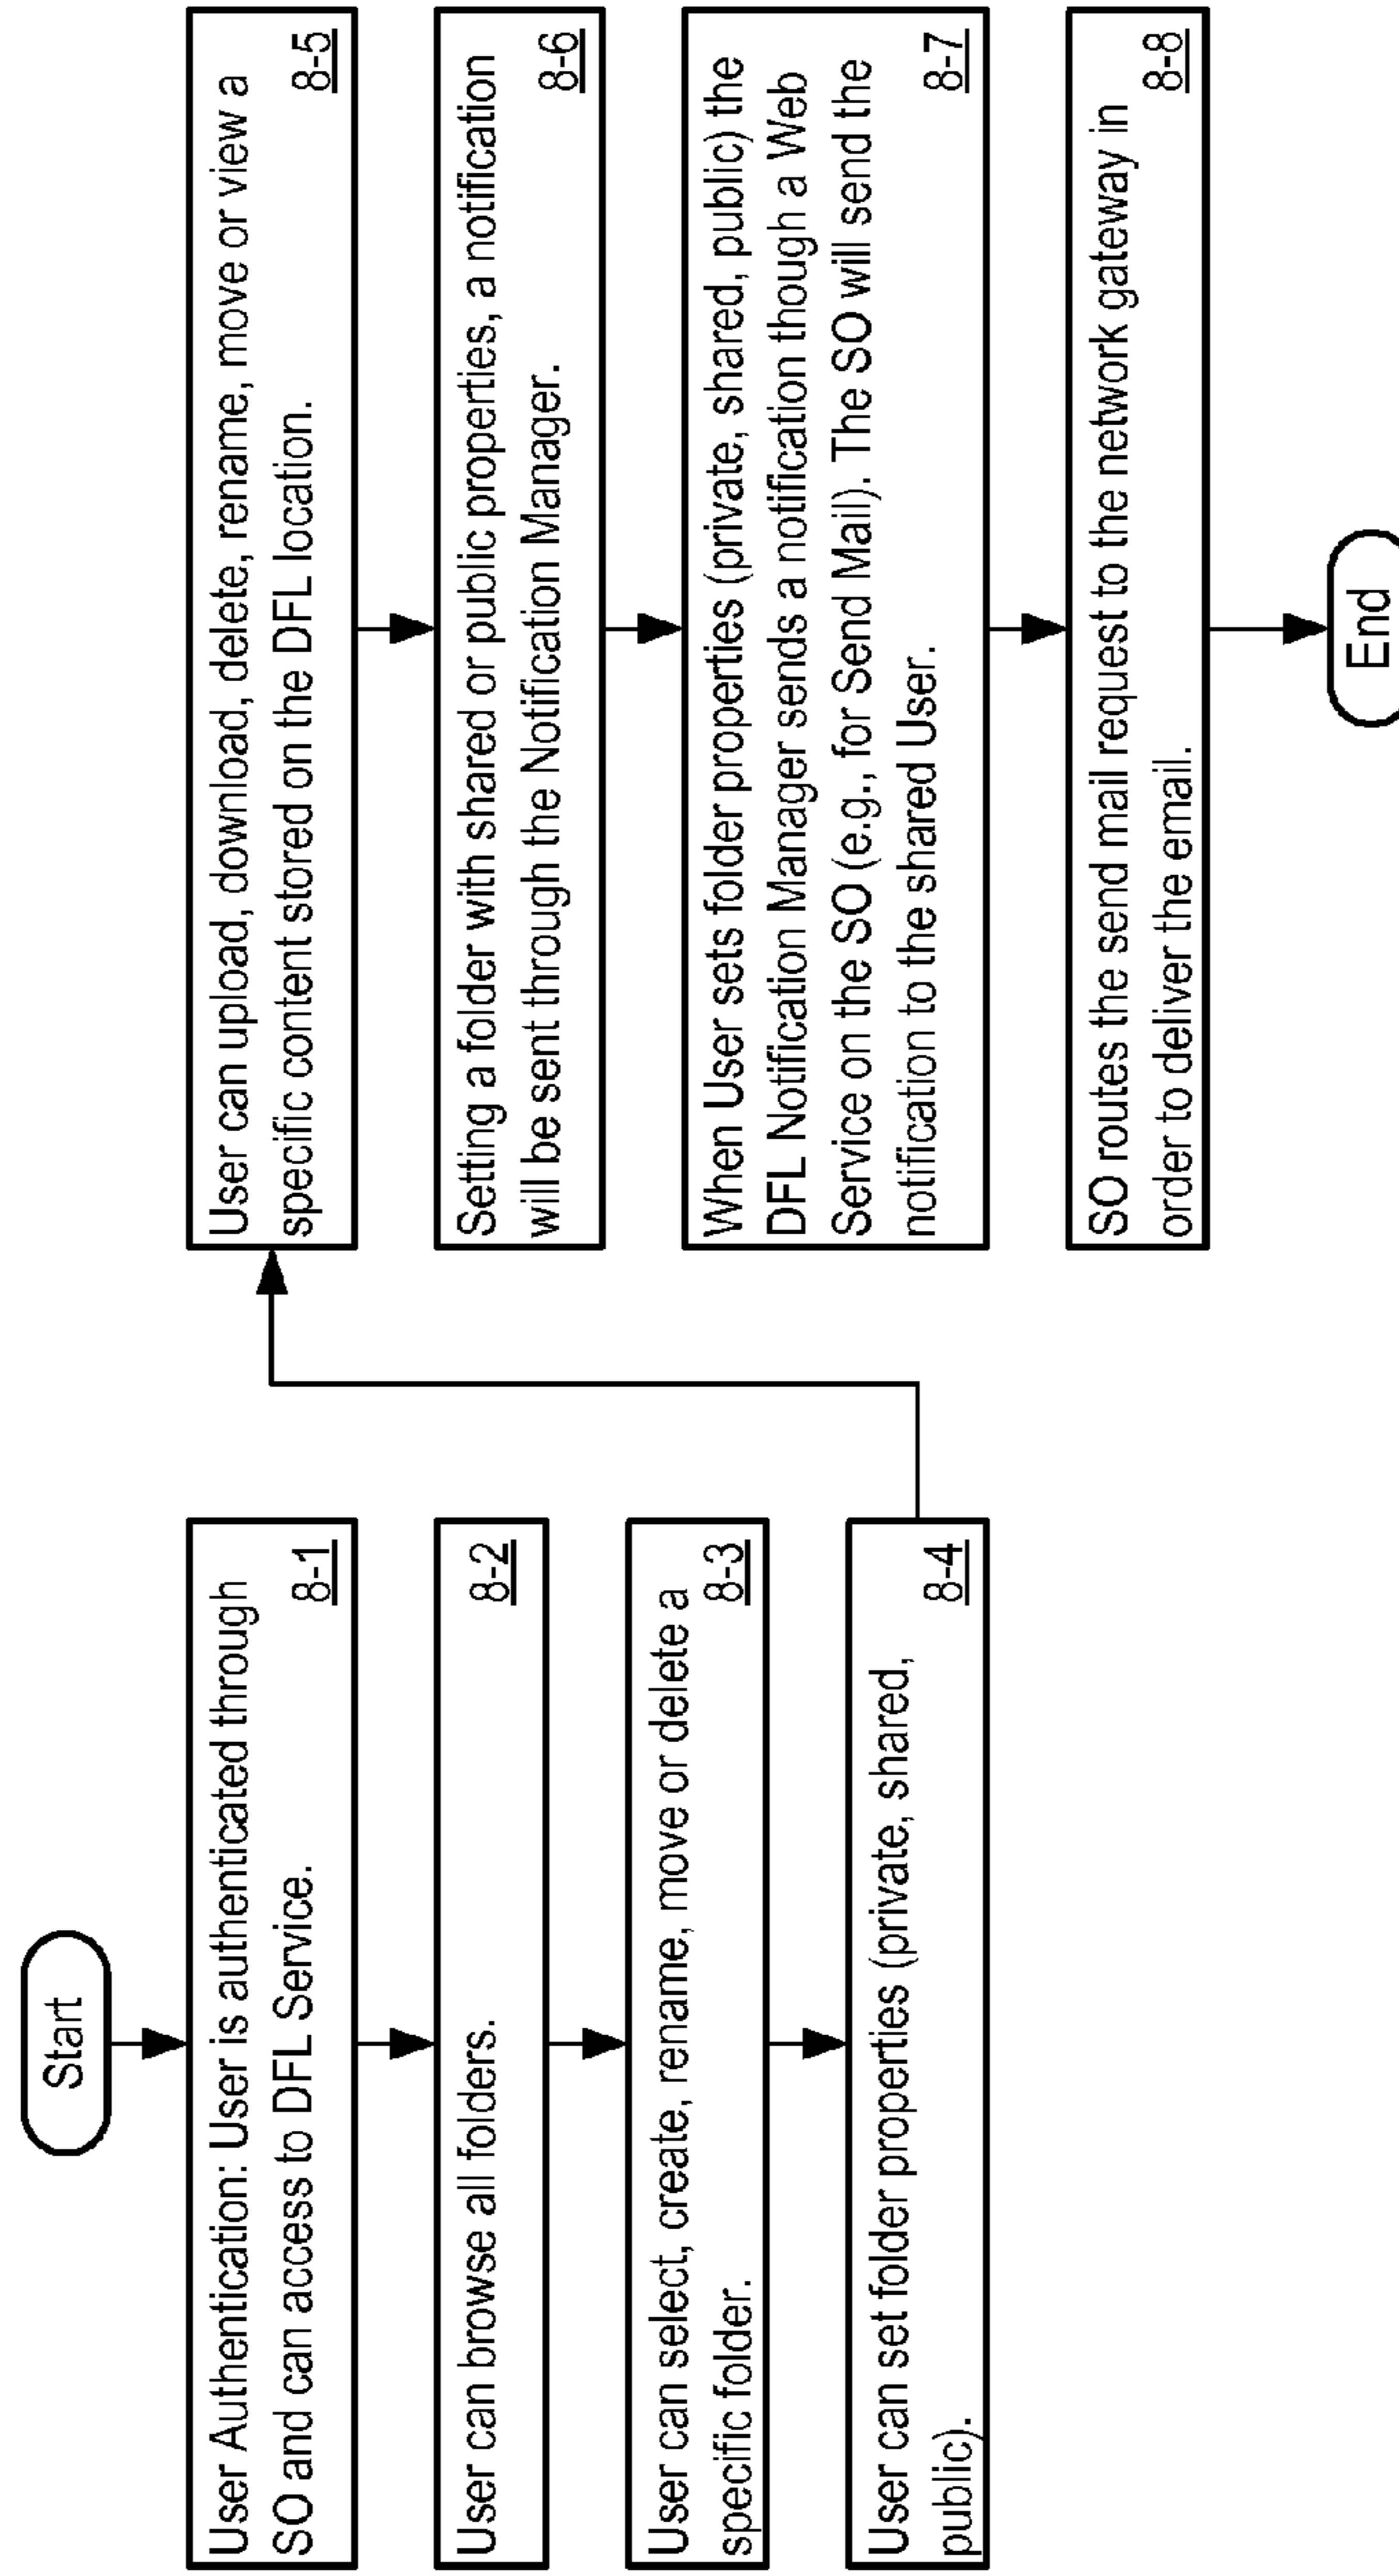 Start
User Authentication: User is authenticated through
SO and can access to DFL Service.
8-1
User can browse all folders.
8-2
User can select, create, rename, move or delete a
specific folder.
8-3
User can set folder properties (private, shared,
public).
8-4
User can upload, download, delete, rename, move or view a
specific content stored on the DFL location.
8-5
Setting a folder with shared or public properties, a notification
will be sent through the Notification Manager.
8-6
When User sets folder properties (private, shared, public) the
DFL Notification Manager sends a notification though a Web
Service on the SO (e.g., for Send Mail). The SO will send the
notification to the shared User.
8-7
SO routes the send mail request to the network gateway in
order to deliver the email.
8-8
End